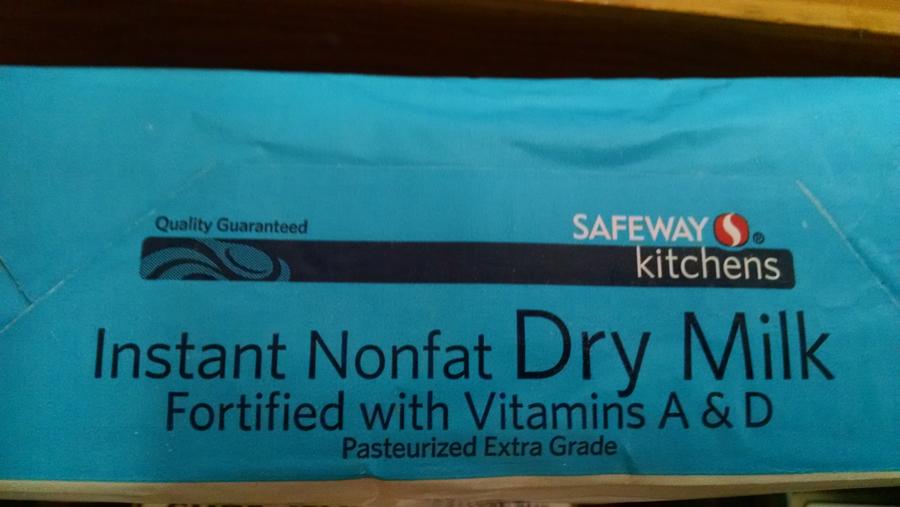 Quality Guaranteed
SAFEWAY
kitchens
Instant Nonfat Dry Milk
Fortified with Vitamins A & D
Pasteurized Extra Grade